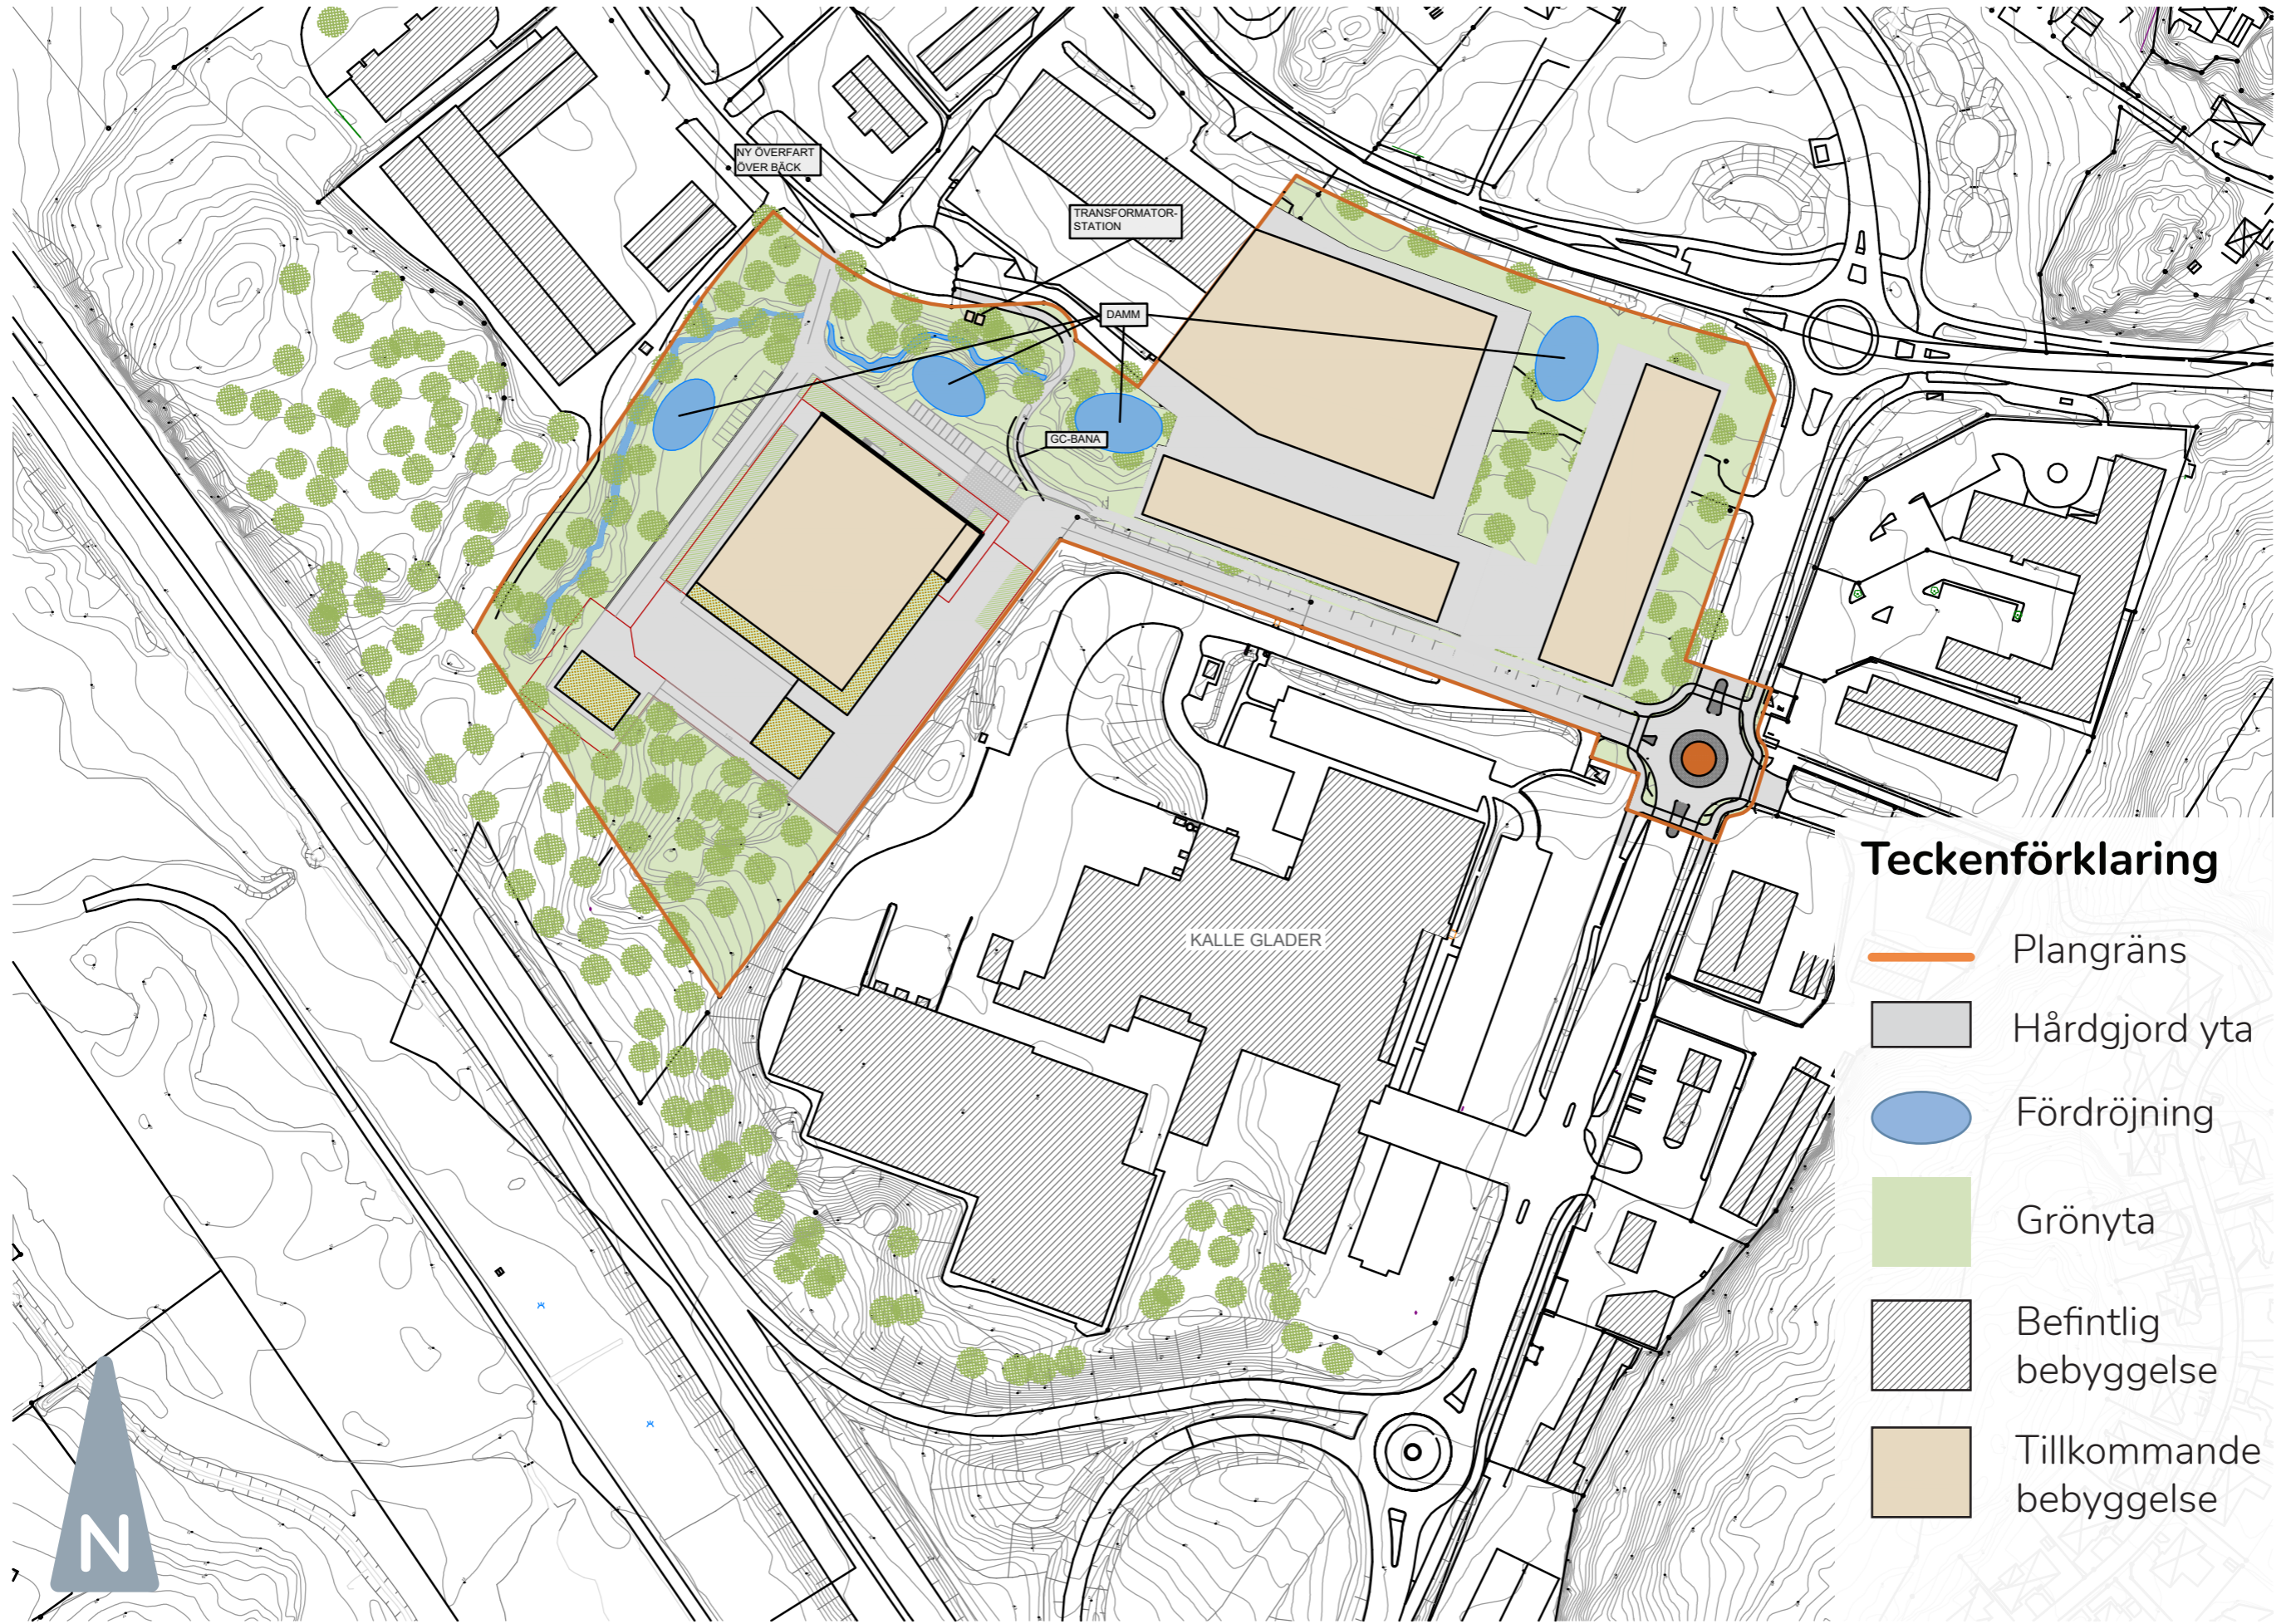 NY ÖVERFART
ÖVER BÄCK
TRANSFORMATOR-
STATION
DAMM
GC-BANA
KALLE GLADER
Teckenförklaring
Plangräns
Hårdgjord yta
Fördröjning
Grönyta
Befintlig
bebyggelse
Tillkommande
bebyggelse
N